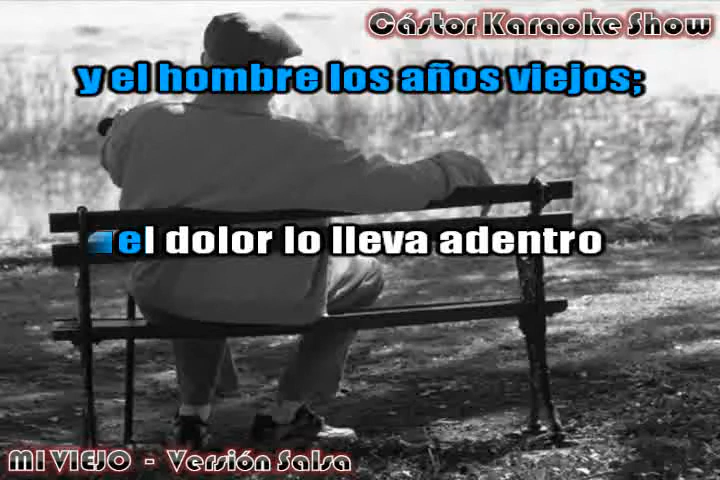 Cástor Karaoke Show
y el hombre los años viejos;
el dolor lo lleva adentro
MI VIEJO - Versión Salsa